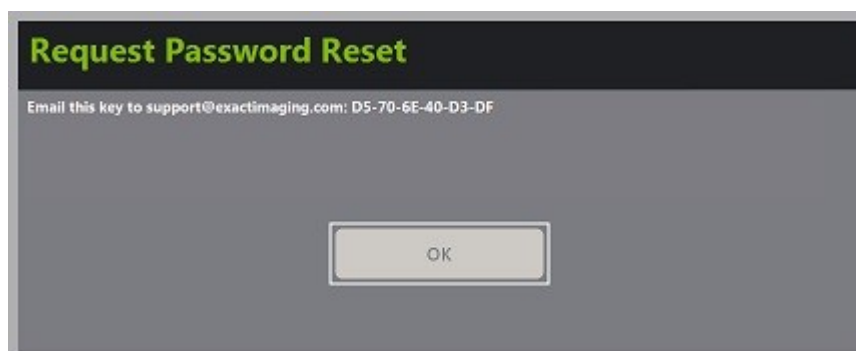 Request Password Reset
Email this key to support@exactimaging.com: D5-70-6E-40-D3-DF
OK